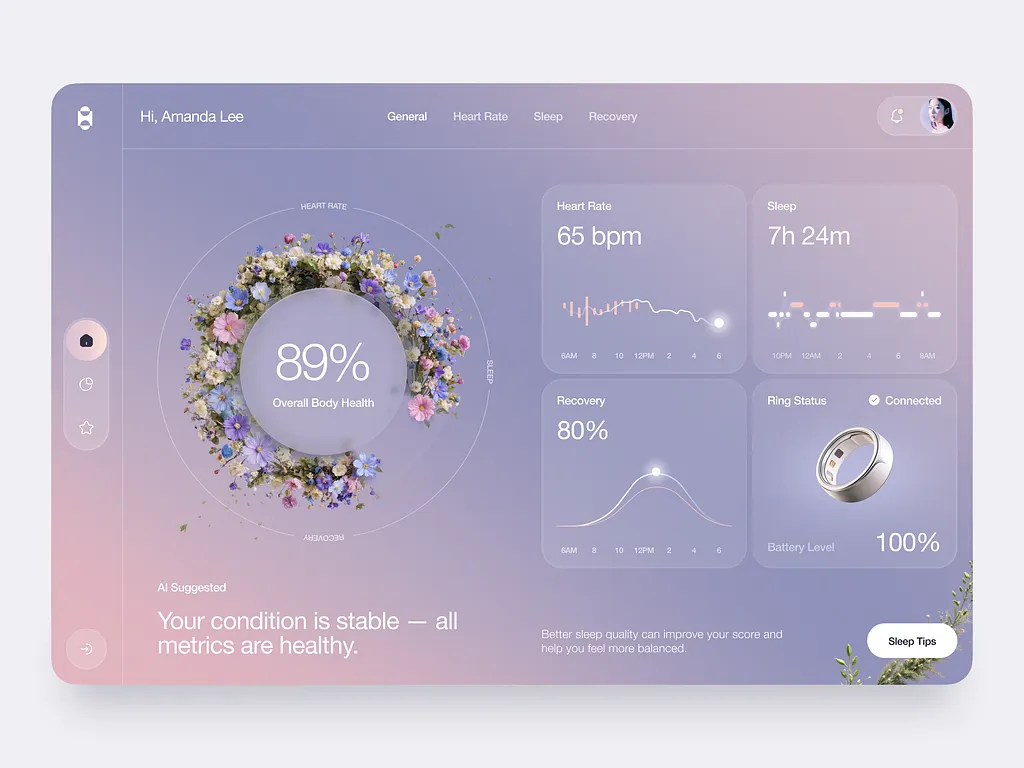 Hi, Amanda Lee
General
Heart Rate
Sleep
Recovery
HEART RATE
SLEEP
RECOVERY
89%
Overall Body Health
Heart Rate
65 bpm
6AM 8 10 12PM 2 4 6
Sleep
7h 24m
10PM 12AM 2 4 6 8AM
Recovery
80%
6AM 8 10 12PM 2 4 6
Ring Status
Connected
Battery Level
100%
AI Suggested
Your condition is stable — all
metrics are healthy.
Better sleep quality can improve your score and
help you feel more balanced.
Sleep Tips